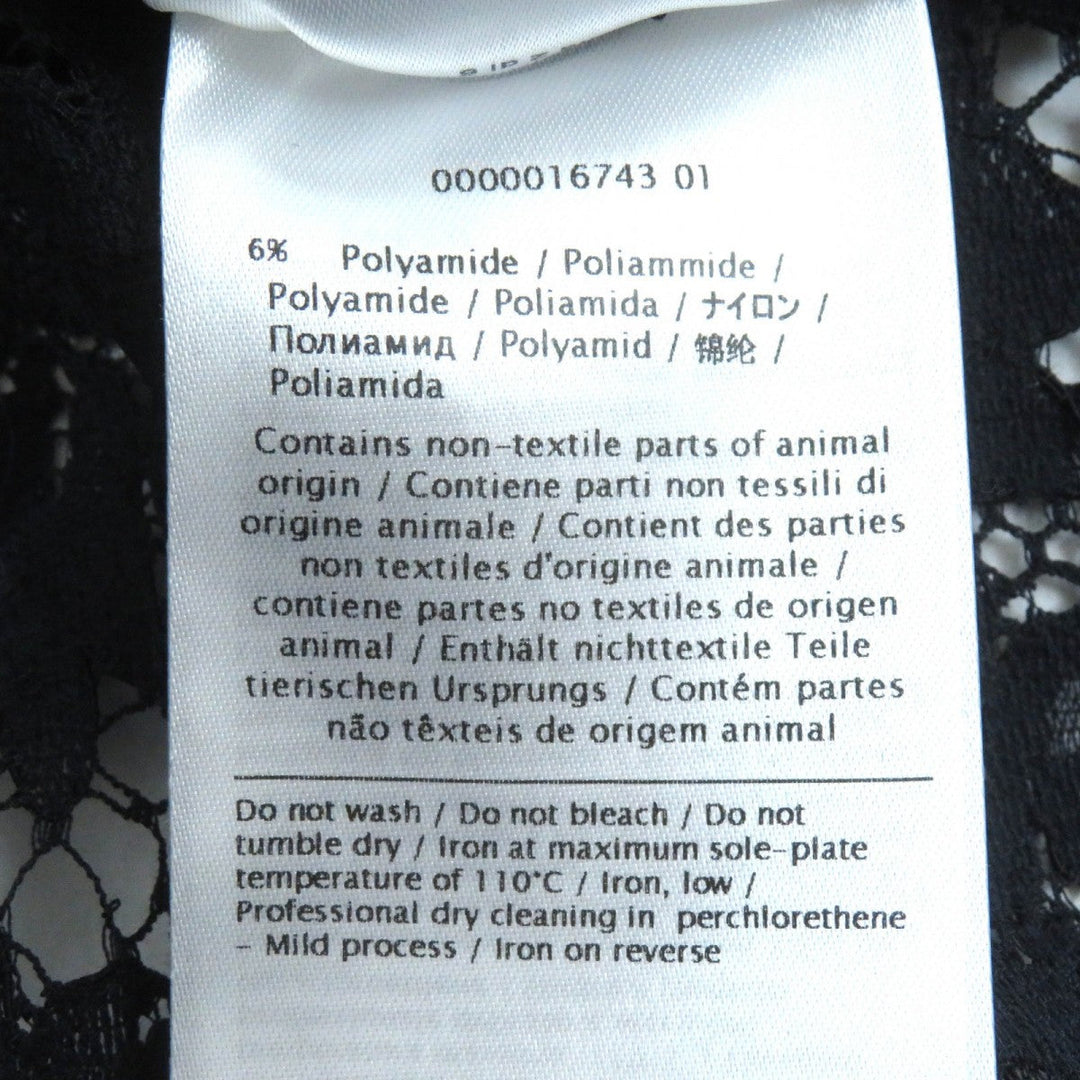 0000016743 01
6% Polyamide / Poliammide /
Polyamide / Poliamida / ナイロン /
Полиамид / Polyamid / 锦纶 /
Poliamida
Contains non-textile parts of animal
origin / Contiene parti non tessili di
origine animale / Contient des parties
non textiles d'origine animale /
contiene partes no textiles de origen
animal / Enthält nichttextile Teile
tierischen Ursprungs / Contém partes
não têxteis de origem animal
Do not wash / Do not bleach / Do not
tumble dry / Iron at maximum sole-plate
temperature of 110°C / Iron, low /
Professional dry cleaning in perchlorethene
- Mild process / Iron on reverse